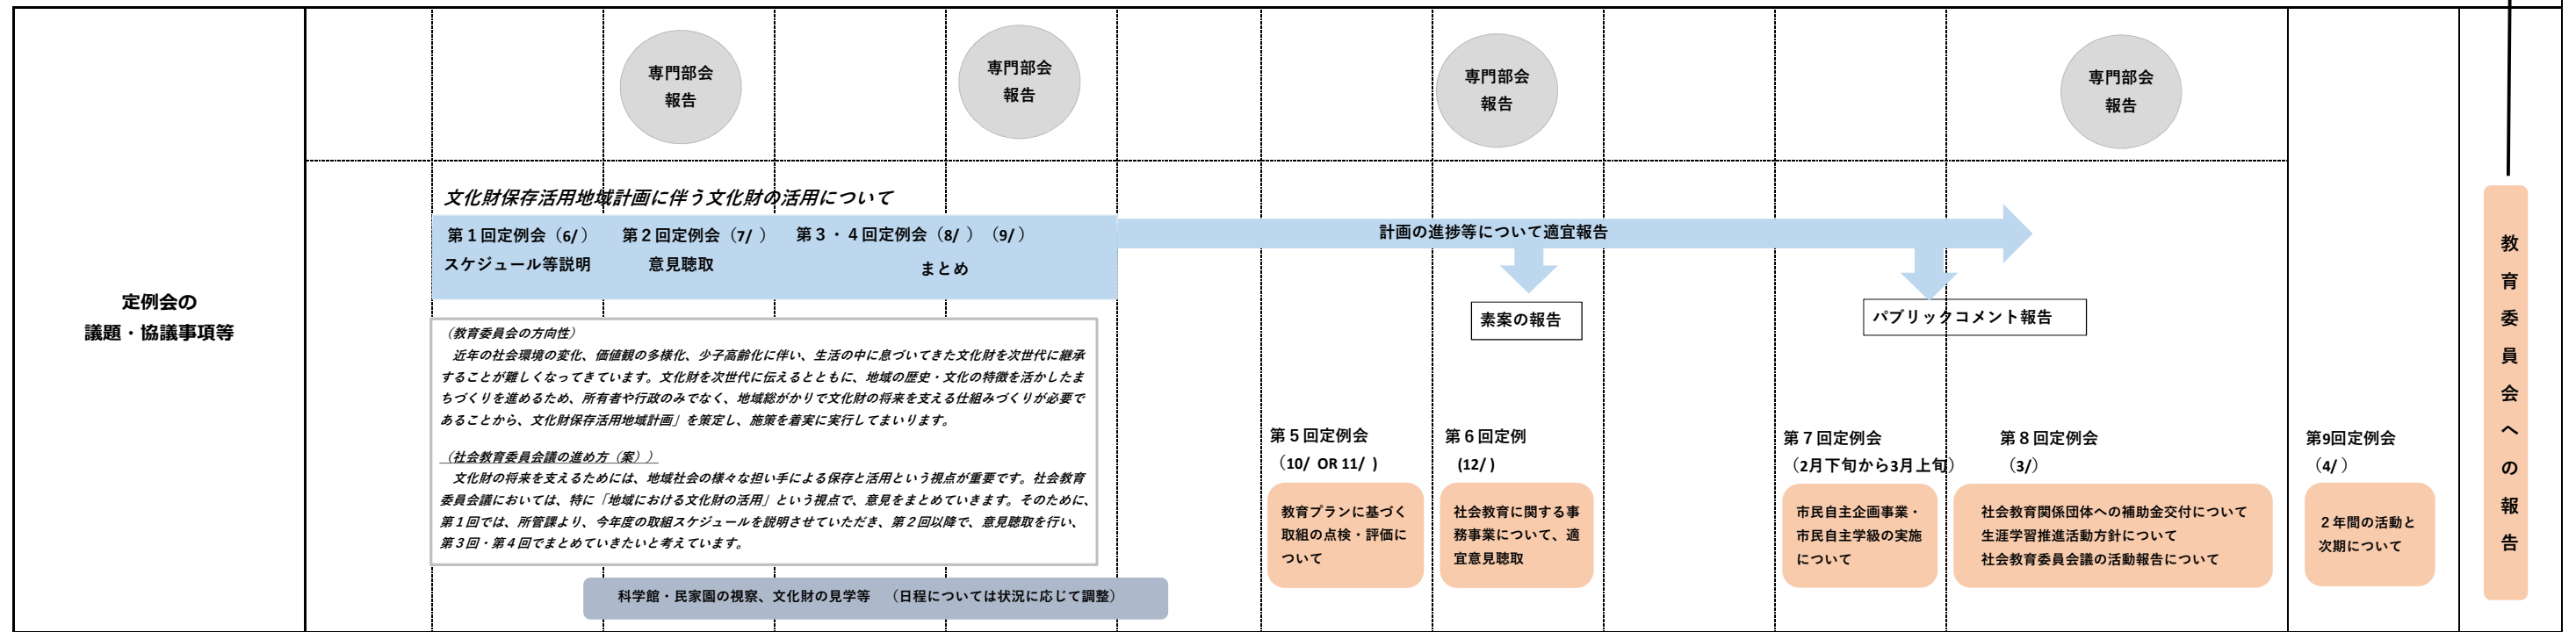 定例会の
議題・協議事項等
専門部会
報告
専門部会
報告
専門部会
報告
専門部会
報告
文化財保存活用地域計画に伴う文化財の活用について
第１回定例会（6/ ）
スケジュール等説明
第２回定例会（7/ ）
意見聴取
第３・４回定例会（8/ ）（9/ ）
まとめ
計画の進捗等について適宜報告
素案の報告
パブリックコメント報告
（教育委員会の方向性）
近年の社会環境の変化、価値観の多様化、少子高齢化に伴い、生活の中に息づいてきた文化財を次世代に継承
することが難しくなってきています。文化財を次世代に伝えるとともに、地域の歴史・文化の特徴を活かしたま
ちづくりを進めるため、所有者や行政のみでなく、地域総がかりで文化財の将来を支える仕組みづくりが必要で
あることから、文化財保存活用地域計画」を策定し、施策を着実に実行してまいります。
（社会教育委員会議の進め方（案））
文化財の将来を支えるためには、地域社会の様々な担い手による保存と活用という視点が重要です。社会教育
委員会議においては、特に「地域における文化財の活用」という視点で、意見をまとめていきます。そのために、
第１回では、所管課より、今年度の取組スケジュールを説明させていただき、第２回以降で、意見聴取を行い、
第３回・第４回でまとめていきたいと考えています。
科学館・民家園の視察、文化財の見学等　（日程については状況に応じて調整）
第５回定例会
（10/ OR 11/ )
教育プランに基づく
取組の点検・評価に
ついて
第６回定例
(12/ )
社会教育に関する事
務事業について、適
宜意見聴取
第７回定例会
（2月下旬から3月上旬）
市民自主企画事業・
市民自主学級の実施
について
第８回定例会
（3/）
社会教育関係団体への補助金交付について
生涯学習推進活動方針について
社会教育委員会議の活動報告について
第9回定例会
（4/ ）
２年間の活動と
次期について
教育委員会への報告